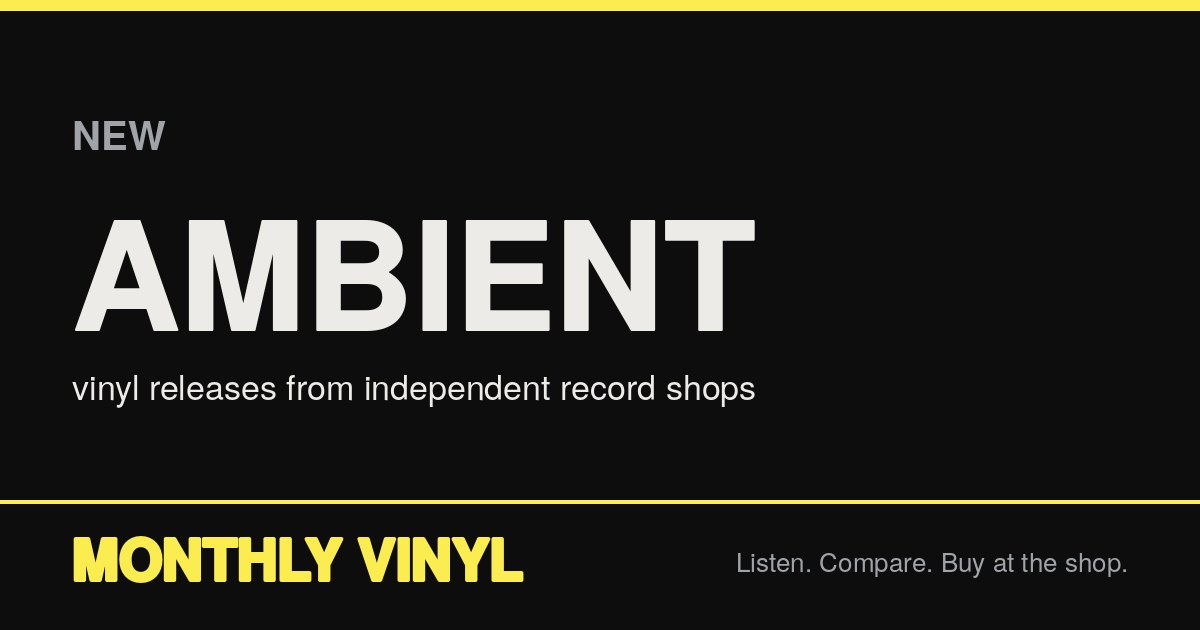 NEW
AMBIENT
vinyl releases from independent record shops
MONTHLY VINYL
Listen. Compare. Buy at the shop.